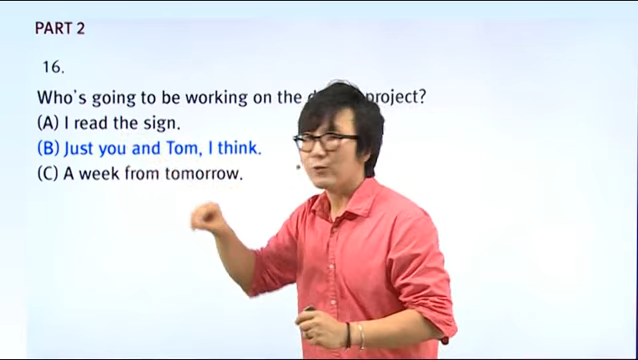 PART 2
16.
Who's going to be working on the project?
(A) I read the sign.
(B) Just you and Tom, I think.
(C) A week from tomorrow.